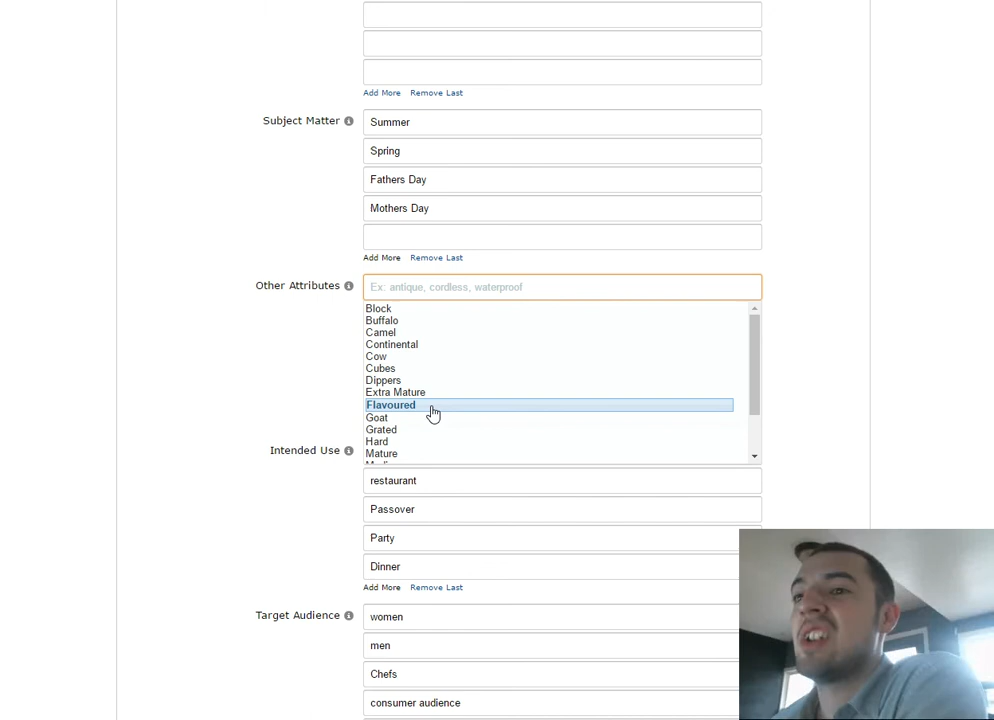 Add More Remove Last
Subject Matter
Summer
Spring
Fathers Day
Mothers Day
Add More Remove Last
Other Attributes
Ex: antique, cordless, waterproof
Block
Buffalo
Camel
Continental
Cow
Cubes
Dippers
Extra Mature
Flavoured
Goat
Grated
Hard
Mature
Intended Use
restaurant
Passover
Party
Dinner
Add More Remove Last
Target Audience
women
men
Chefs
consumer audience